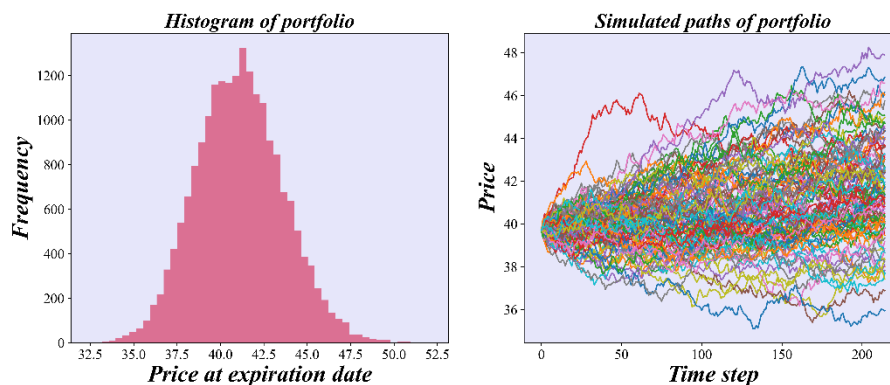 Histogram of portfolio
1200
1000
800
600
400
200
0
Frequency
32.5 35.0 37.5 40.0 42.5 45.0 47.5 50.0 52.5
Price at expiration date
Simulated paths of portfolio
48
46
44
42
40
38
36
Price
0 50 100 150 200
Time step